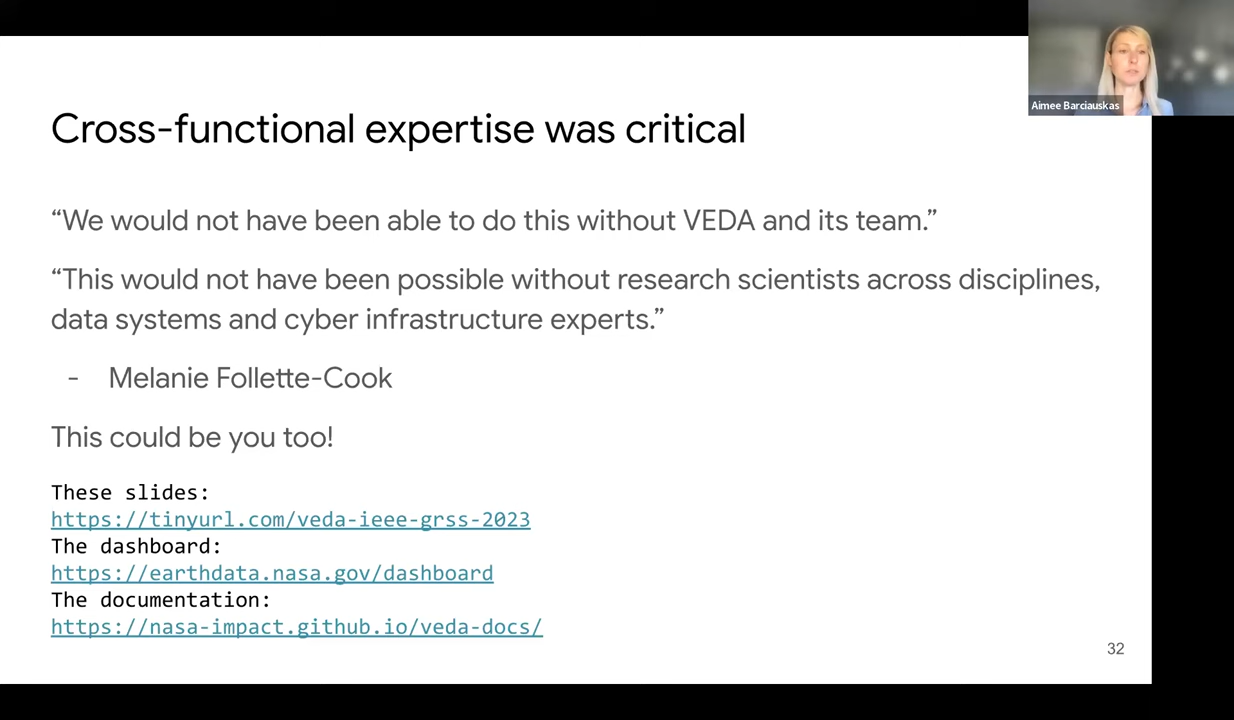 Aimee Barciauskas
Cross-functional expertise was critical
“We would not have been able to do this without VEDA and its team.”
“This would not have been possible without research scientists across disciplines,
data systems and cyber infrastructure experts.”
- Melanie Follette-Cook
This could be you too!
These slides:
https://tinyurl.com/veda-ieee-grss-2023
The dashboard:
https://earthdata.nasa.gov/dashboard
The documentation:
https://nasa-impact.github.io/veda-docs/
32